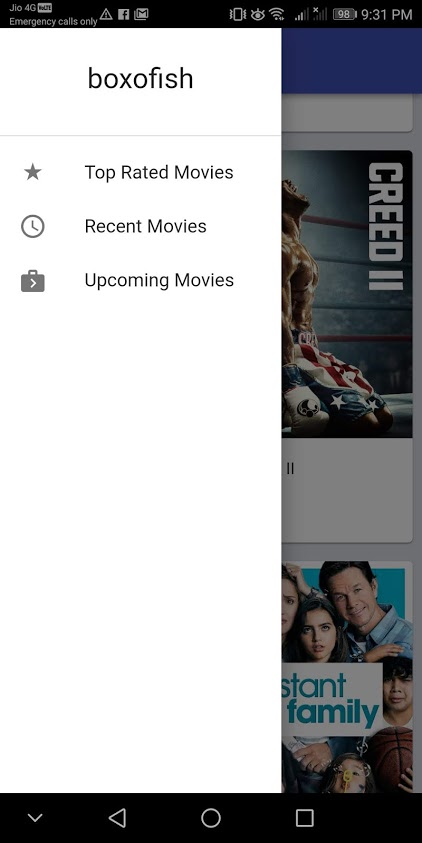 Jio 4G VoLTE
Emergency calls only
98 9:31 PM
boxofish
Top Rated Movies
Recent Movies
Upcoming Movies
CREED II
II
stant
family